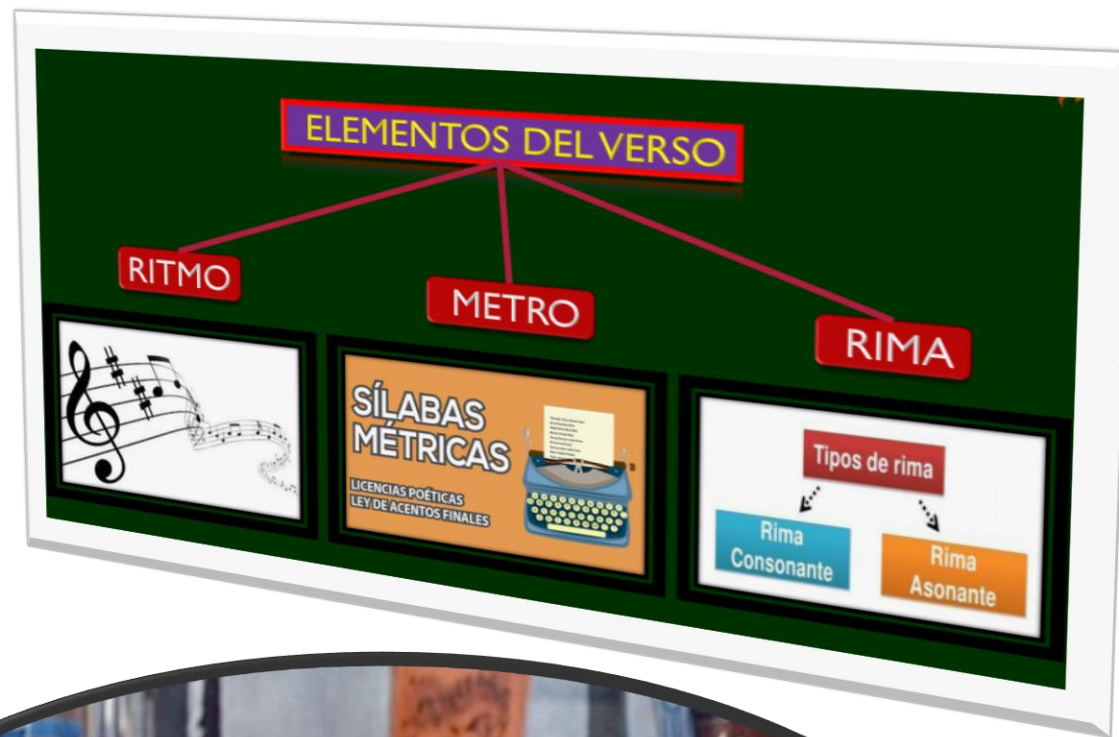 ELEMENTOS DEL VERSO
RITMO
METRO
RIMA
SÍLABAS
MÉTRICAS
LICENCIAS POÉTICAS
LEY DE ACENTOS FINALES
Tipos de rima
Rima
Consonante
Rima
Asonante